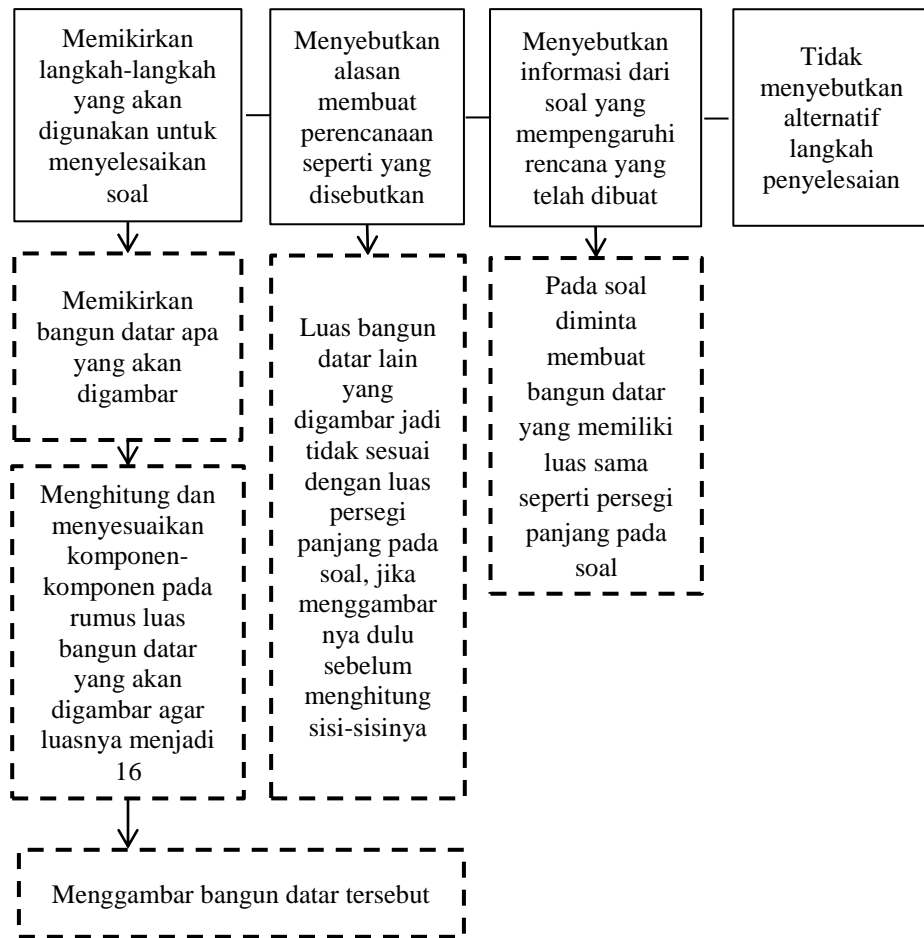 Memikirkan
langkah-langkah
yang akan
digunakan untuk
menyelesaikan
soal
Menyebutkan
alasan
membuat
perencanaan
seperti yang
disebutkan
Menyebutkan
informasi dari
soal yang
mempengaruhi
rencana yang
telah dibuat
Tidak
menyebutkan
alternatif
langkah
penyelesaian
Memikirkan
bangun datar apa
yang akan
digambar
Menghitung dan
menyesuaikan
komponen-
komponen pada
rumus luas
bangun datar
yang akan
digambar agar
luasnya menjadi
16
Luas bangun
datar lain
yang
digambar jadi
tidak sesuai
dengan luas
persegi
panjang pada
soal, jika
menggambar
nya dulu
sebelum
menghitung
sisi-sisinya
Pada soal
diminta
membuat
bangun datar
yang memiliki
luas sama
seperti persegi
panjang pada
soal
Menggambar bangun datar tersebut